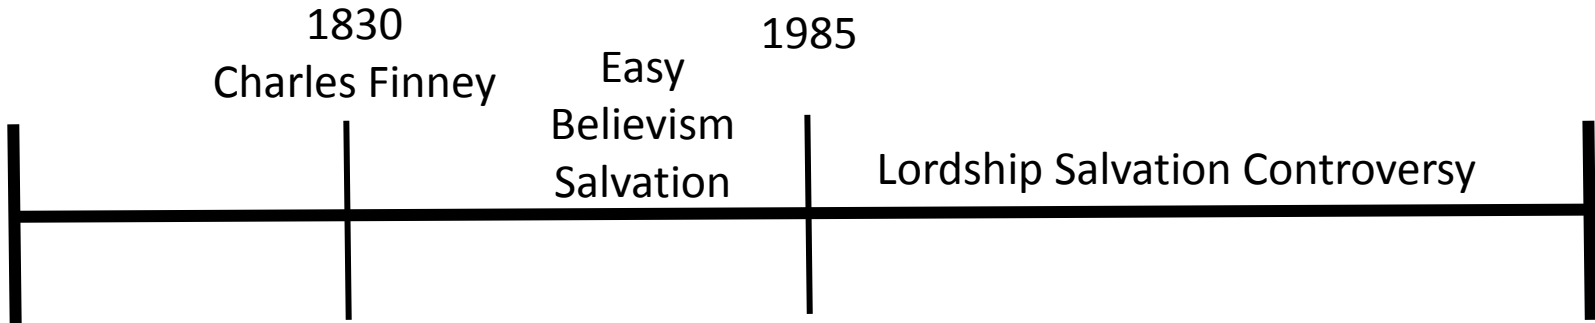 1830
Charles Finney
Easy
Believism
Salvation
1985
Lordship Salvation Controversy